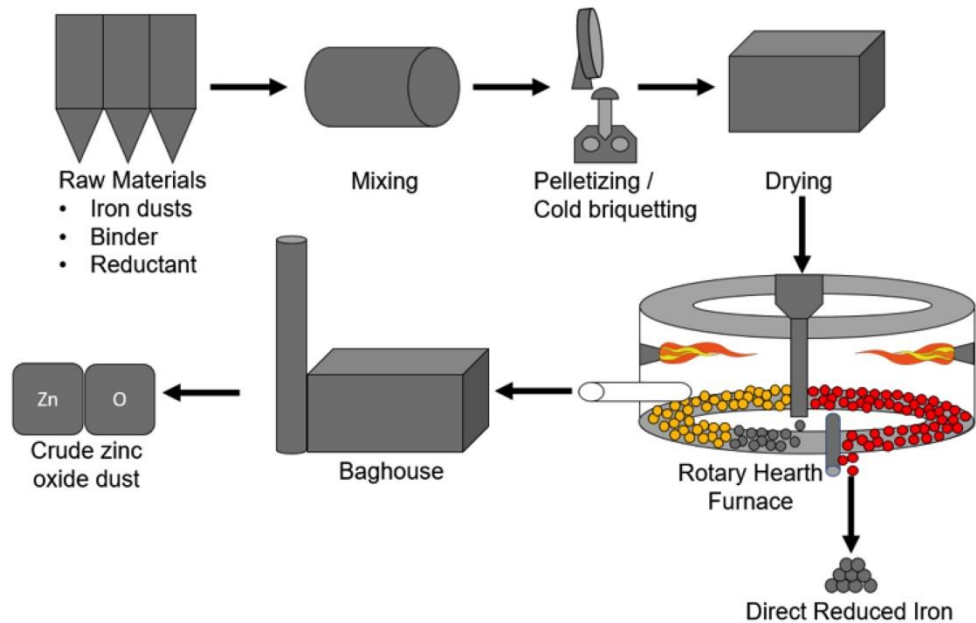 Raw Materials
• Iron dusts
• Binder
• Reductant
Mixing
Pelletizing /
Cold briquetting
Drying
Zn
O
Crude zinc
oxide dust
Baghouse
Rotary Hearth
Furnace
Direct Reduced Iron